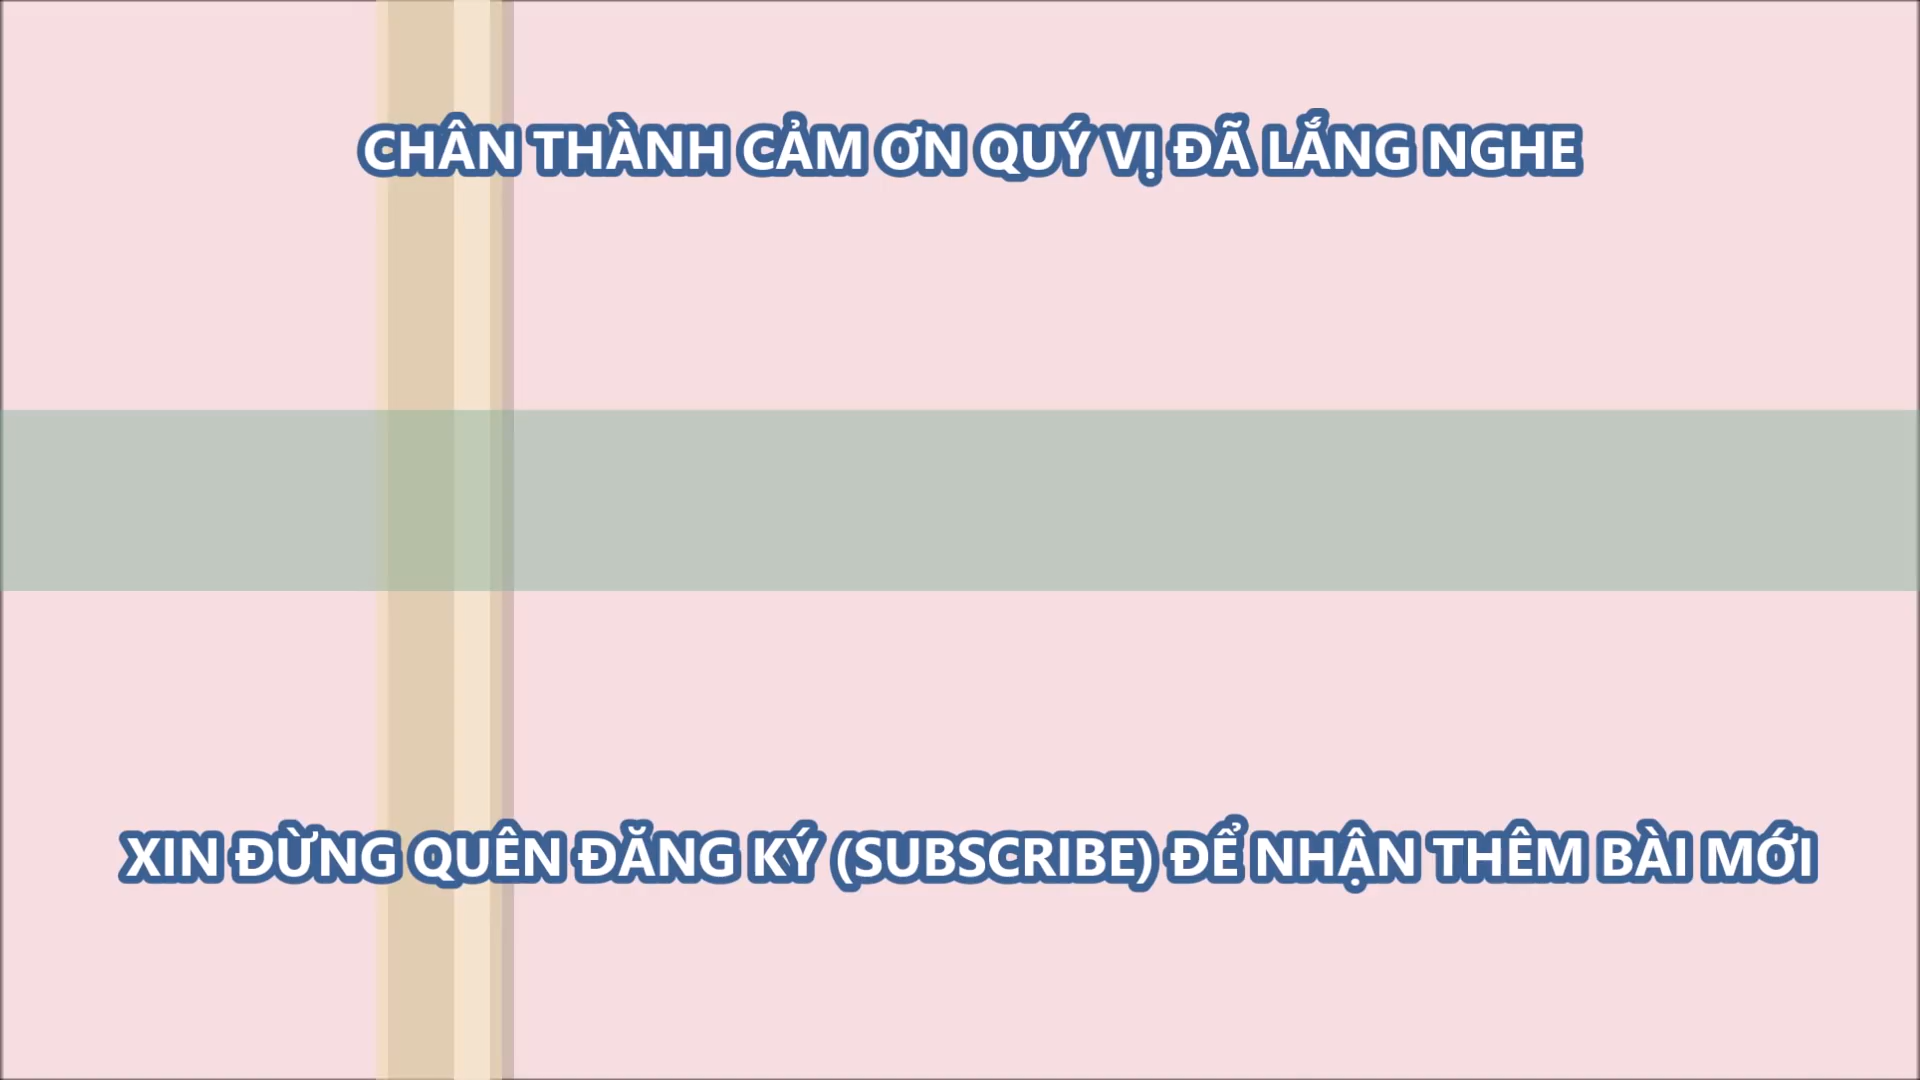 CHÂN THÀNH CẢM ƠN QUÝ VỊ ĐÃ LẮNG NGHE
XIN ĐỪNG QUÊN ĐĂNG KÝ (SUBSCRIBE) ĐỂ NHẬN THÊM BÀI MỚI